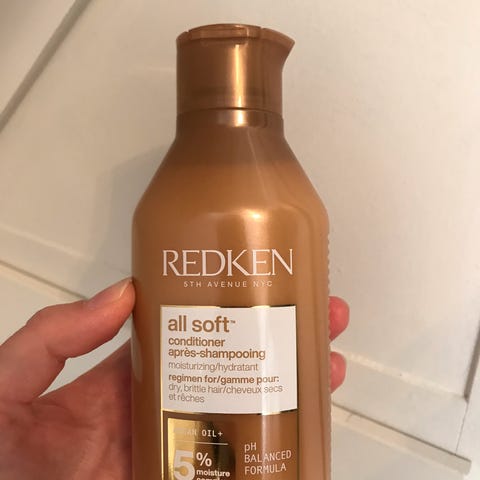 REDKEN
5TH AVENUE NYC
all soft™
conditioner
après-shampooing
moisturizing/hydratant
regimen for/gamme pour:
dry, brittle hair/cheveux secs
et rêches
OIL+
5%
moisture
pH
BALANCED
FORMULA